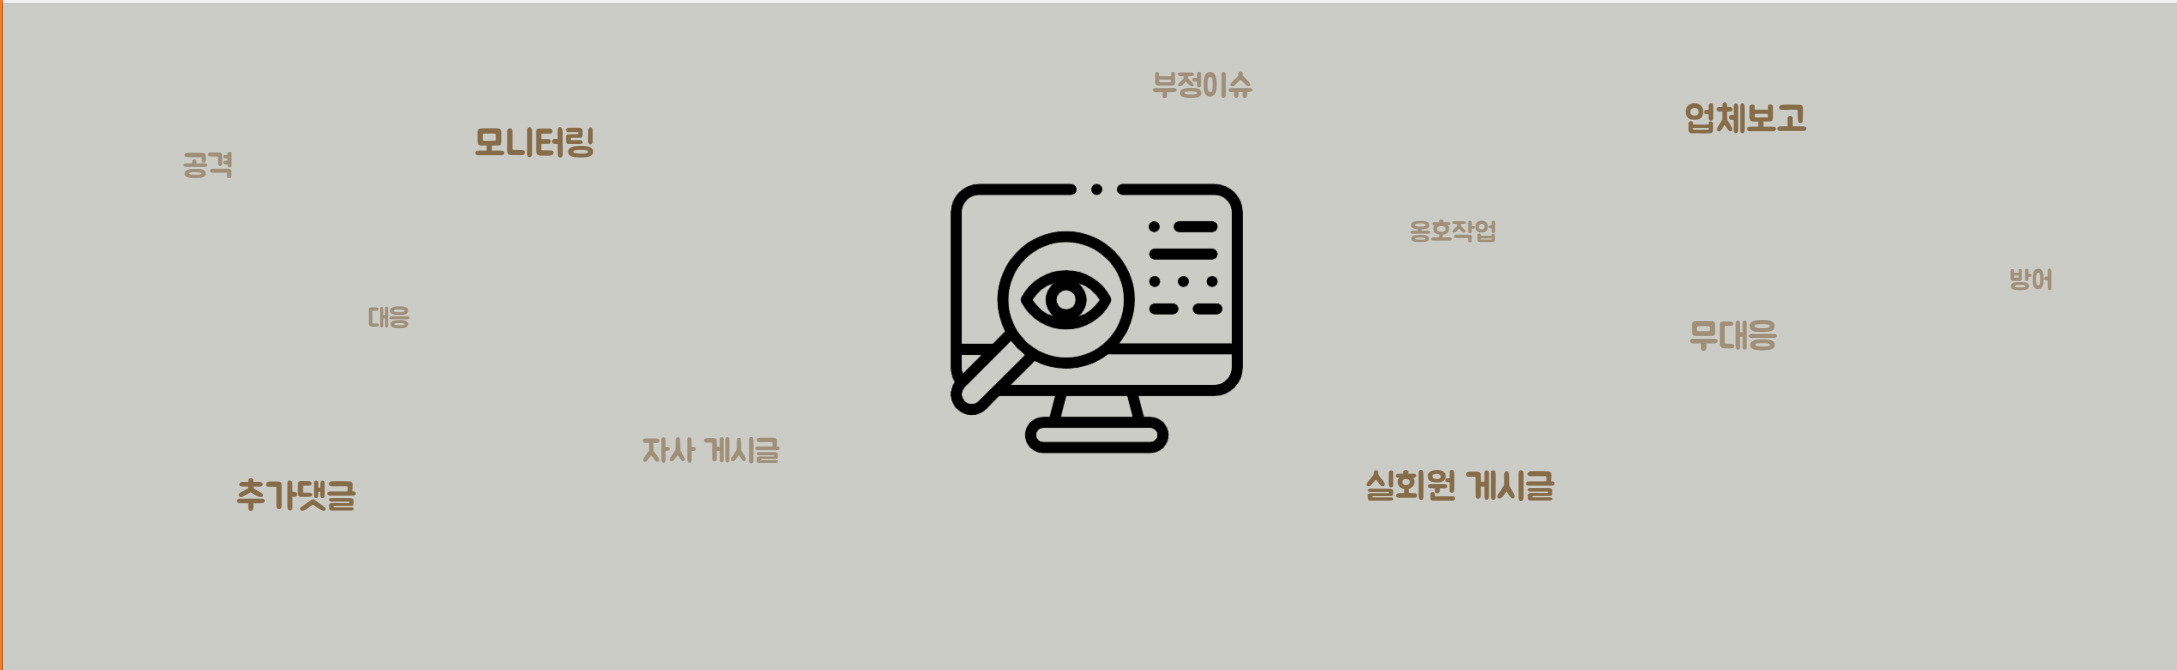 부정이슈
업체보고
모니터링
공격
옹호작업
방어
대응
무대응
자사 게시글
실회원 게시글
추가댓글